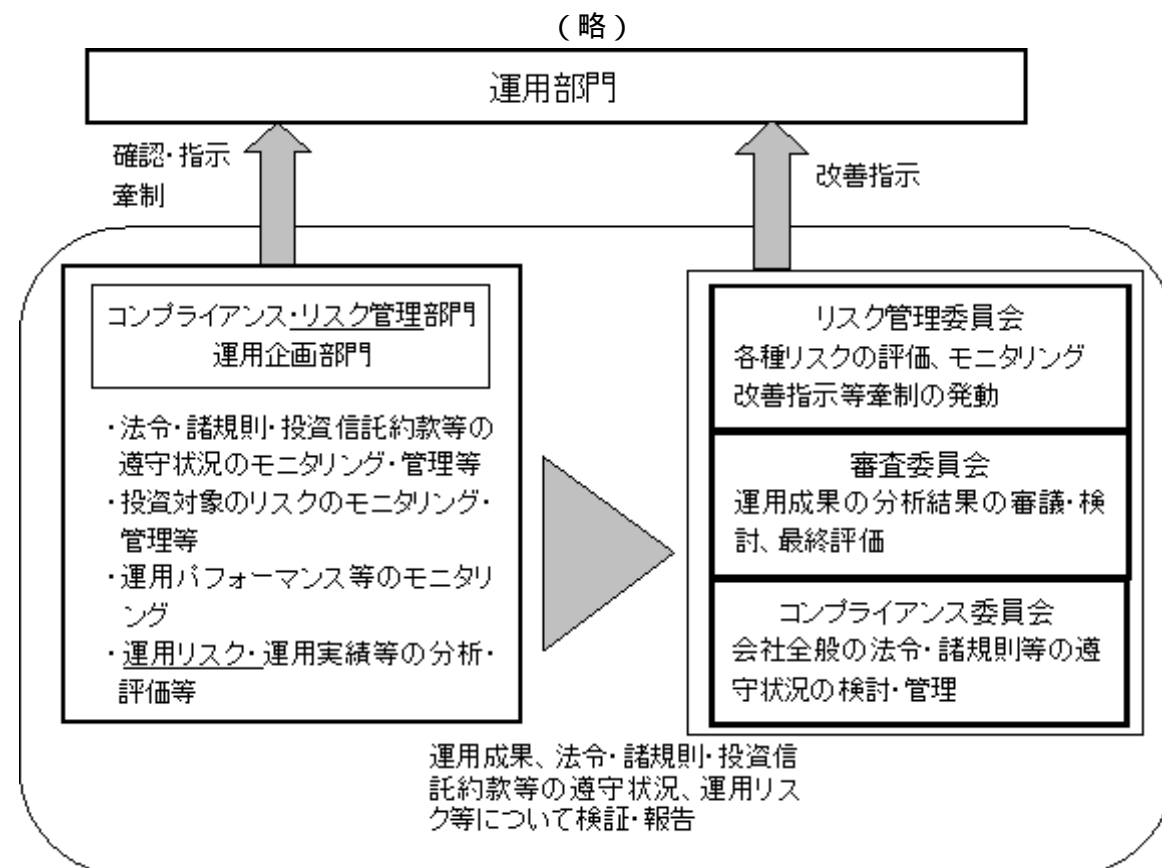 (略)
運用部門
確認・指示
牽制
改善指示
コンプライアンス・リスク管理部門
運用企画部門
・法令・諸規則・投資信託約款等の
遵守状況のモニタリング・管理等
・投資対象のリスクのモニタリング・
管理等
・運用パフォーマンス等のモニタリ
ング
・運用リスク・運用実績等の分析・
評価等
リスク管理委員会
各種リスクの評価、モニタリング
改善指示等牽制の発動
審査委員会
運用成果の分析結果の審議・検
討、最終評価
コンプライアンス委員会
会社全般の法令・諸規則等の遵
守状況の検討・管理
運用成果、法令・諸規則・投資信
託約款等の遵守状況、運用リス
ク等について検証・報告